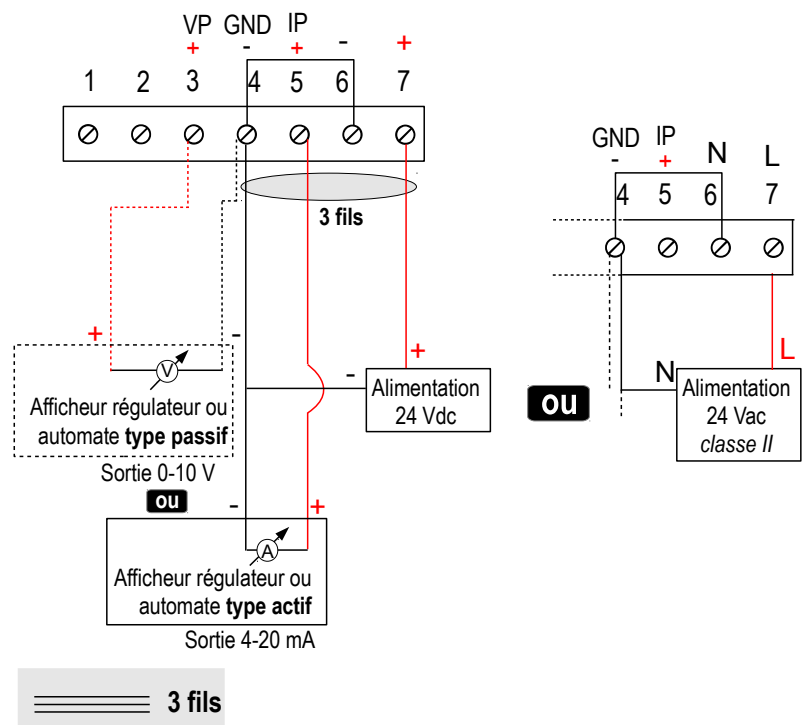 VP GND IP
+ - + - +
1 2 3 4 5 6 7
3 fils
+ -
V
Afficheur régulateur ou
automate type passif
Sortie 0-10 V
ou
- +
Alimentation
24 Vdc
- +
A
Afficheur régulateur ou
automate type actif
Sortie 4-20 mA
3 fils
ou
GND IP N L
- +
4 5 6 7
N L
Alimentation
24 Vac
classe II